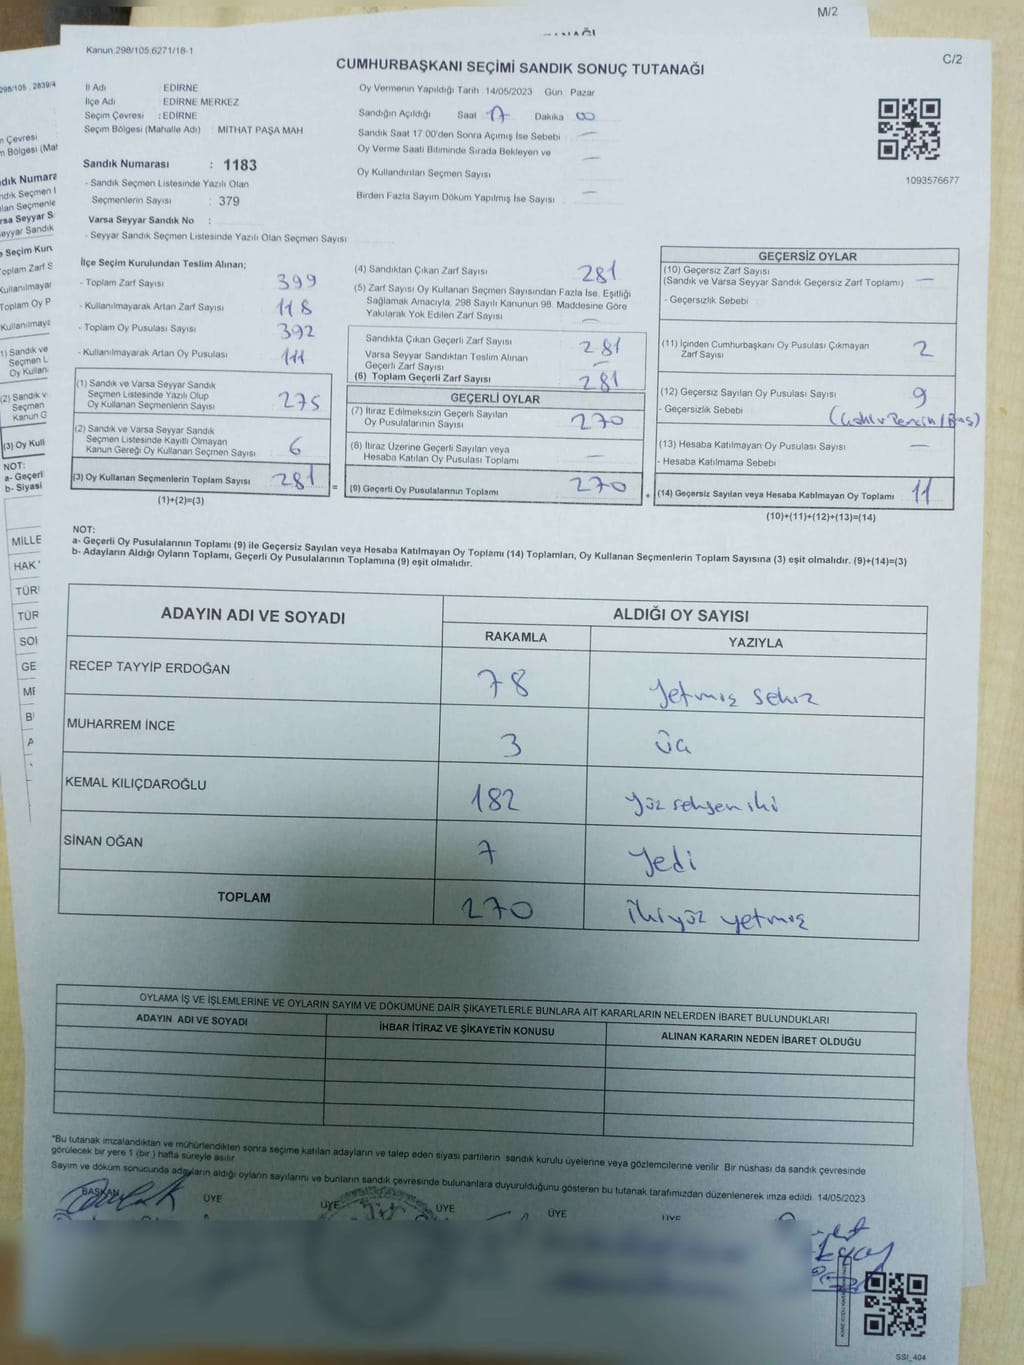 M/2
Kanun 298/105.6271/18-1
C/2
CUMHURBAŞKANI SEÇİMİ SANDIK SONUÇ TUTANAĞI
İl Adı EDİRNE
İlçe Adı EDİRNE MERKEZ
Seçim Çevresi : EDİRNE
Seçim Bölgesi (Mahalle Adı) : MİTHAT PAŞA MAH
Sandık Numarası : 1183
- Sandık Seçmen Listesinde Yazılı Olan
Seçmenlerin Sayısı : 379
Varsa Seyyar Sandık No :
- Seyyar Sandık Seçmen Listesinde Yazılı Olan Seçmen Sayısı
Oy Vermenin Yapıldığı Tarih 14/05/2023 Gün Pazar
Sandığın Açıldığı Saat : 17 Dakika 00
Sandık Saat 17 00'den Sonra Açımış İse Sebebi —
Oy Verme Saati Bitiminde Sırada Bekleyen ve
Oy Kullandırılan Seçmen Sayısı —
Birden Fazla Sayım Döküm Yapılmış İse Sayısı —
1093576677
İlçe Seçim Kurulundan Teslim Alınan;
- Toplam Zarf Sayısı 399
- Kullanılmayarak Artan Zarf Sayısı 118
- Toplam Oy Pusulası Sayısı 392
- Kullanılmayarak Artan Oy Pusulası 111
(1) Sandık ve Varsa Seyyar Sandık
Seçmen Listesinde Yazılı Olup
Oy Kullanan Seçmenlerin Sayısı 275
(2) Sandık ve Varsa Seyyar Sandık
Seçmen Listesinde Kayıtlı Olmayan
Kanun Gereği Oy Kullanan Seçmen Sayısı 6
(3) Oy Kullanan Seçmenlerin Toplam Sayısı 281 =
(1)+(2)=(3)
(4) Sandıktan Çıkan Zarf Sayısı 281
(5) Zarf Sayısı Oy Kullanan Seçmen Sayısından Fazla İse, Eşitliği
Sağlamak Amacıyla, 298 Sayılı Kanunun 98. Maddesine Göre
Yakılarak Yok Edilen Zarf Sayısı —
Sandıkta Çıkan Geçerli Zarf Sayısı 281
Varsa Seyyar Sandıktan Teslim Alınan
Geçerli Zarf Sayısı —
(6) Toplam Geçerli Zarf Sayısı 281
GEÇERLİ OYLAR
(7) İtiraz Edilmeksizin Geçerli Sayılan
Oy Pusulalarının Sayısı 270
(8) İtiraz Üzerine Geçerli Sayılan veya
Hesaba Katılan Oy Pusulası Toplamı —
(9) Geçerli Oy Pusulalarının Toplamı 270 +
GEÇERSİZ OYLAR
(10) Geçersiz Zarf Sayısı
(Sandık ve Varsa Seyyar Sandık Geçersiz Zarf Toplamı) —
- Geçersizlik Sebebi
(11) İçinden Cumhurbaşkanı Oy Pusulası Çıkmayan
Zarf Sayısı 2
(12) Geçersiz Sayılan Oy Pusulası Sayısı 9
- Geçersizlik Sebebi
(13) Hesaba Katılmayan Oy Pusulası Sayısı —
- Hesaba Katılmama Sebebi
(14) Geçersiz Sayılan veya Hesaba Katılmayan Oy Toplamı 11
(10)+(11)+(12)+(13)=(14)
NOT:
a- Geçerli Oy Pusulalarının Toplamı (9) ile Geçersiz Sayılan veya Hesaba Katılmayan Oy Toplamı (14) Toplamları, Oy Kullanan Seçmenlerin Toplam Sayısına (3) eşit olmalıdır. (9)+(14)=(3)
b- Adayların Aldığı Oyların Toplamı, Geçerli Oy Pusulalarının Toplamına (9) eşit olmalıdır.
ADAYIN ADI VE SOYADI ALDIĞI OY SAYISI
RAKAMLA YAZIYLA
RECEP TAYYİP ERDOĞAN 78 Yetmiş sekiz
MUHARREM İNCE 3 Üç
KEMAL KILIÇDAROĞLU 182 Yüz seksen iki
SİNAN OĞAN 7 Yedi
TOPLAM 270 İkiyüz yetmiş
OYLAMA İŞ VE İŞLEMLERİNE VE OYLARIN SAYIM VE DÖKÜMÜNE DAİR ŞİKAYETLERLE BUNLARA AİT KARARLARIN NELERDEN İBARET BULUNDUKLARI
ADAYIN ADI VE SOYADI İHBAR İTİRAZ VE ŞİKAYETİN KONUSU ALINAN KARARIN NEDEN İBARET OLDUĞU
"Bu tutanak imzalandıktan ve mühürlendikten sonra seçime katılan adayların ve talep eden siyasi partilerin sandık kurulu üyelerine veya gözlemcilerine verilir Bir nüshası da sandık çevresinde
görülecek bir yere 1 (bir ) hafta süreyle asılır
Sayım ve döküm sonucunda adayların aldığı oyların sayılarını ve bunların sandık çevresinde bulunanlara duyurulduğunu gösteren bu tutanak tarafımızdan düzenlenerek imza edildi 14/05/2023
BAŞKAN ÜYE ÜYE ÜYE ÜYE ÜYE
SSI_404